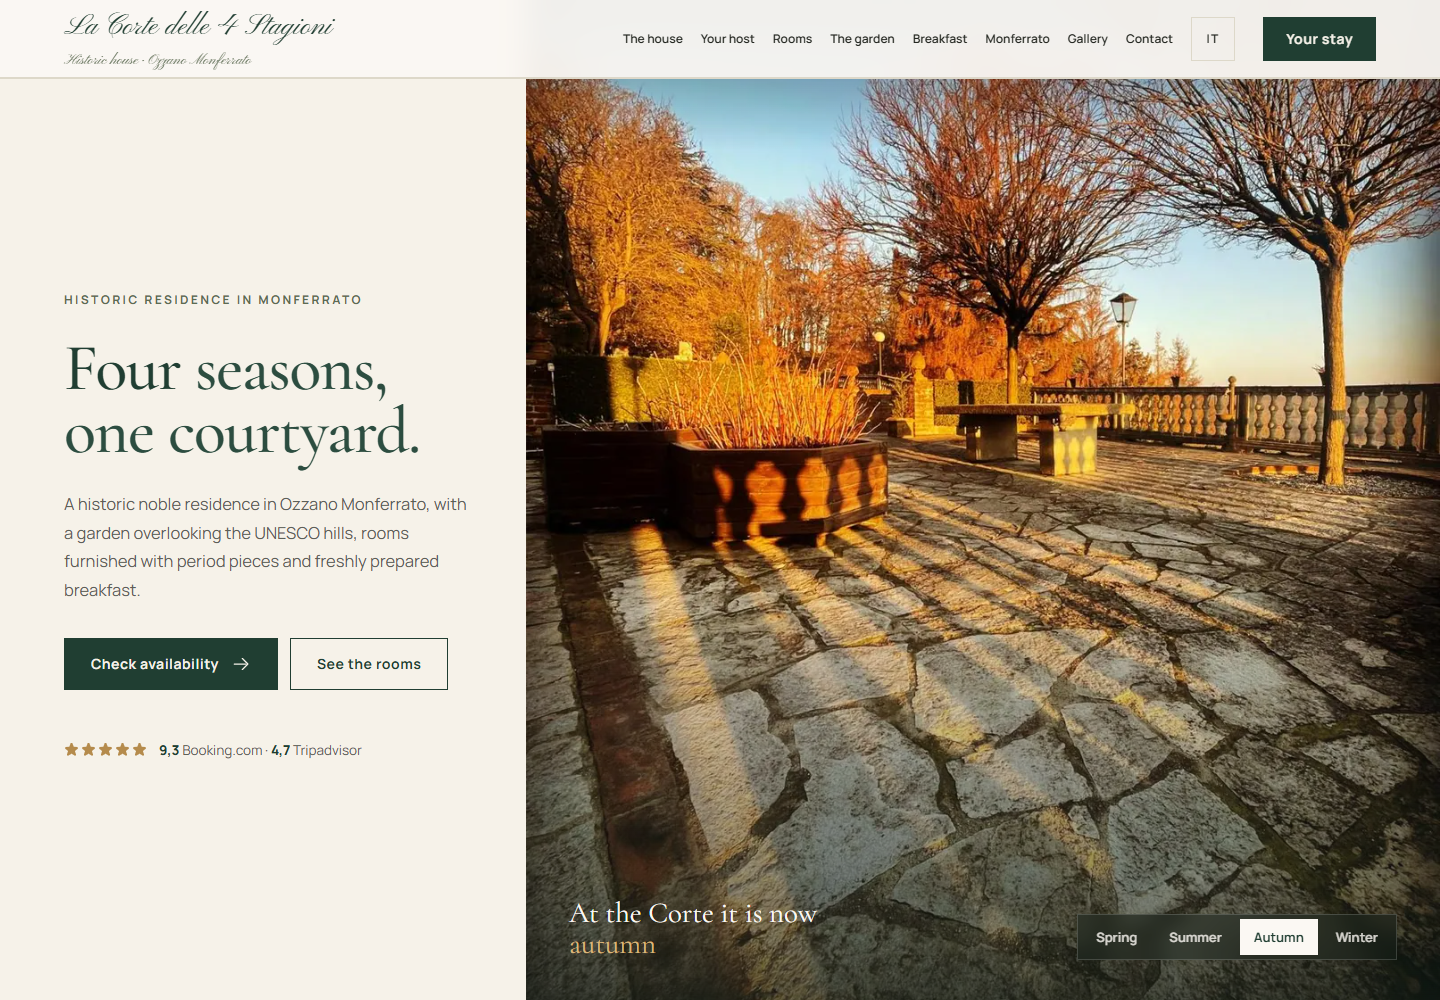 La Corte delle 4 Stagioni
Historic house · Ozzano Monferrato
The house Your host Rooms The garden Breakfast Monferrato Gallery Contact IT Your stay
HISTORIC RESIDENCE IN MONFERRATO
Four seasons,
one courtyard.
A historic noble residence in Ozzano Monferrato, with
a garden overlooking the UNESCO hills, rooms
furnished with period pieces and freshly prepared
breakfast.
Check availability → See the rooms
9,3 Booking.com · 4,7 Tripadvisor
At the Corte it is now
autumn
Spring Summer Autumn Winter